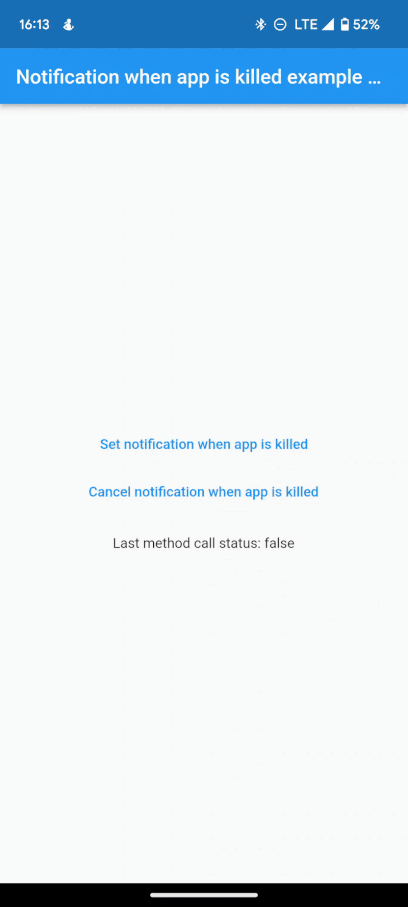 16:13 LTE 52%
Notification when app is killed example ...
Set notification when app is killed
Cancel notification when app is killed
Last method call status: false